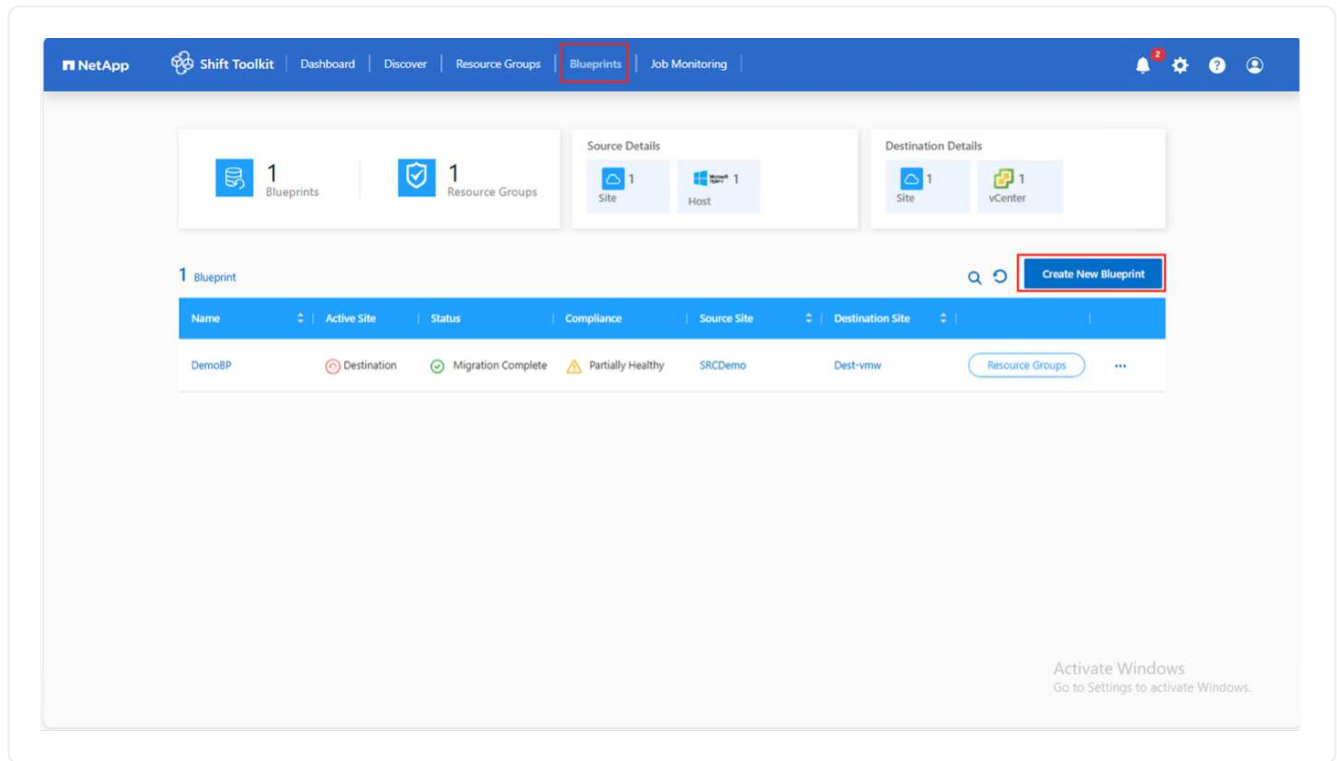 NetApp Shift Toolkit Dashboard Discover Resource Groups Blueprints Job Monitoring 2
Source Details Destination Details
1 Blueprints 1 Resource Groups
1 Site 1 Host 1 Site 1 vCenter
1 Blueprint Create New Blueprint
Name Active Site Status Compliance Source Site Destination Site
DemoBP Destination Migration Complete Partially Healthy SRCDemo Dest-vmw Resource Groups ...
Activate Windows
Go to Settings to activate Windows.